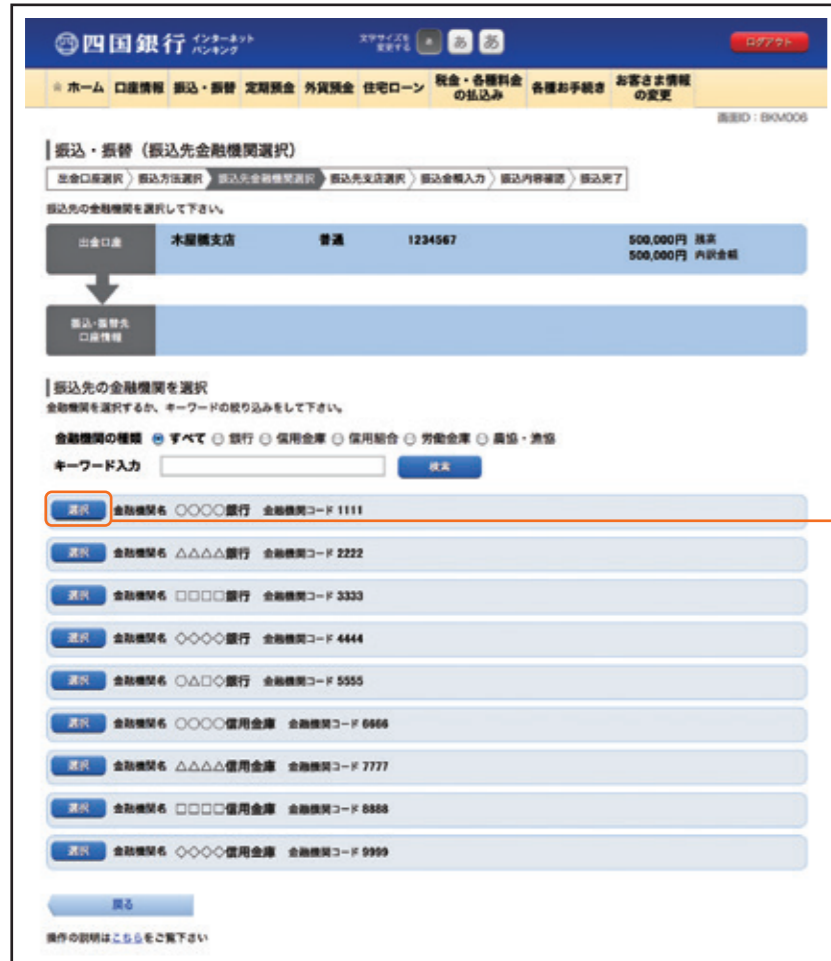 四国銀行 インターネットバンキング 文字サイズを変更する あ あ あ ログアウト
ホーム 口座情報 振込・振替 定期預金 外貨預金 住宅ローン 税金・各種料金の払込み 各種お手続き お客さま情報の変更
画面ID：BKM006
振込・振替（振込先金融機関選択）
出金口座選択 振込方法選択 振込先金融機関選択 振込先支店選択 振込金額入力 振込内容確認 振込完了
振込先の金融機関を選択して下さい。
出金口座 木屋橋支店 普通 1234567 500,000円 残高
500,000円 内訳金額
振込・振替先
口座情報
振込先の金融機関を選択
金融機関を選択するか、キーワードの絞り込みをして下さい。
金融機関の種類 すべて 銀行 信用金庫 信用組合 労働金庫 農協・漁協
キーワード入力 検索
選択 金融機関名 ○○○○銀行 金融機関コード 1111
選択 金融機関名 △△△△銀行 金融機関コード 2222
選択 金融機関名 □□□□銀行 金融機関コード 3333
選択 金融機関名 ◇◇◇◇銀行 金融機関コード 4444
選択 金融機関名 ○△□◇銀行 金融機関コード 5555
選択 金融機関名 ○○○○信用金庫 金融機関コード 6666
選択 金融機関名 △△△△信用金庫 金融機関コード 7777
選択 金融機関名 □□□□信用金庫 金融機関コード 8888
選択 金融機関名 ◇◇◇◇信用金庫 金融機関コード 9999
戻る
操作の説明はこちらをご覧下さい